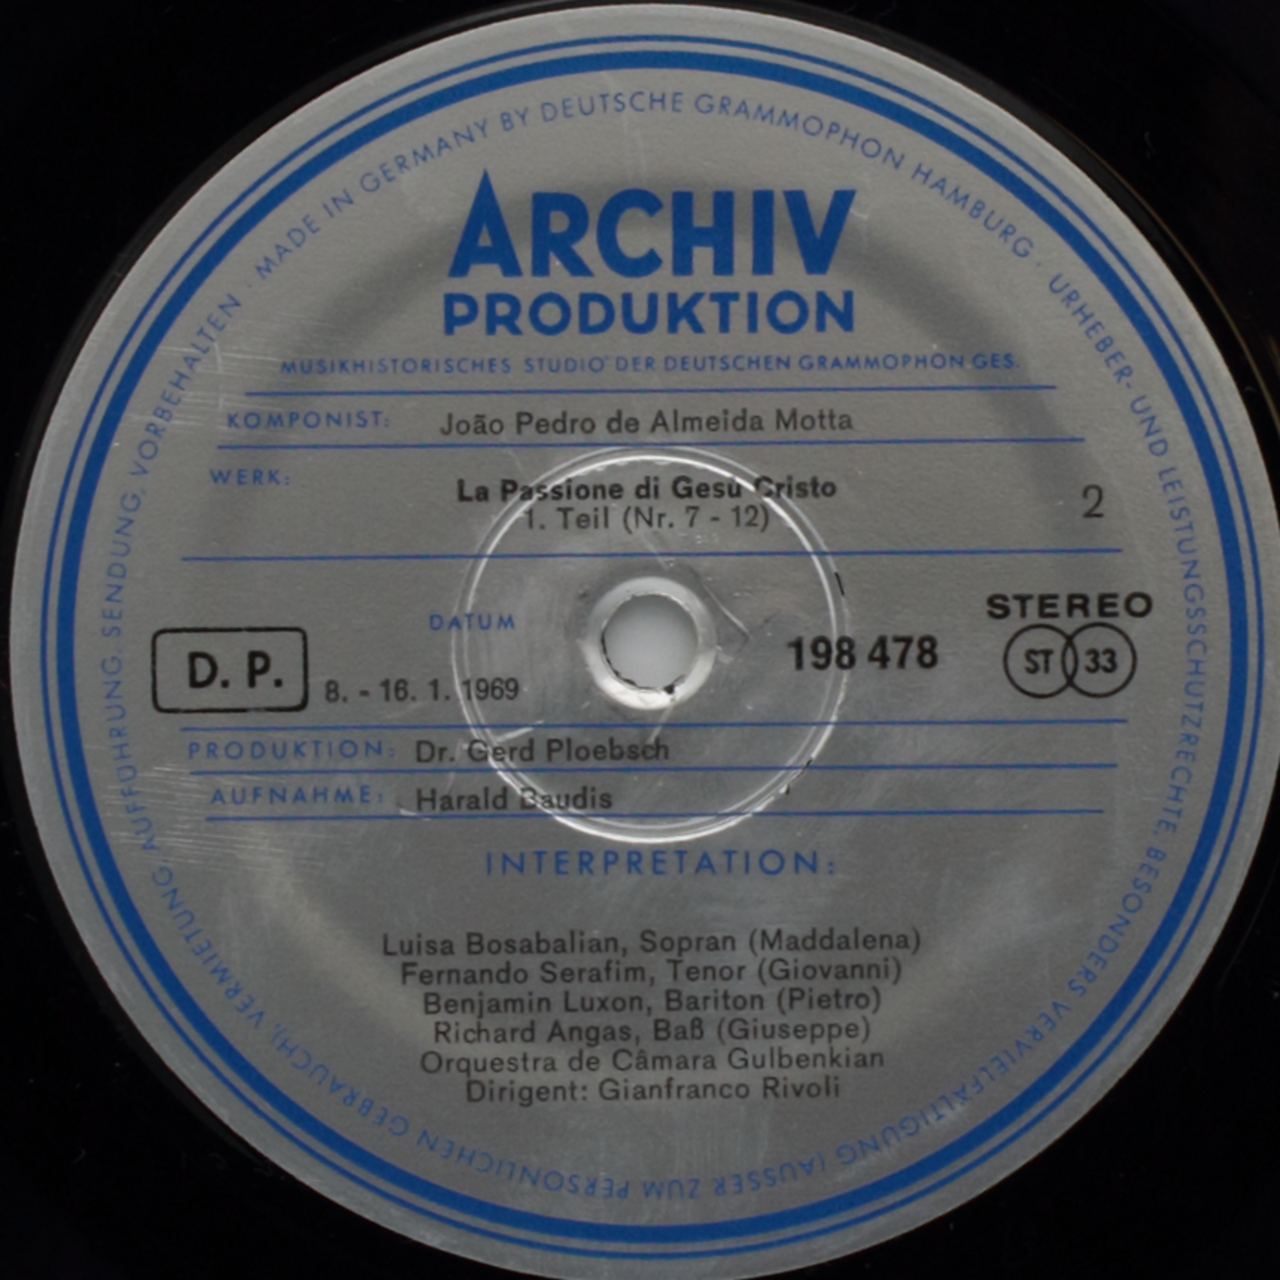 MADE IN GERMANY BY DEUTSCHE GRAMMOPHON HAMBURG · URHEBER- UND LEISTUNGSSCHUTZRECHTE, BESONDERS VERVIELFÄLTIGUNG (AUSSER ZUM PERSÖNLICHEN GEBRAUCH), VERMIETUNG, AUFFÜHRUNG, SENDUNG, VORBEHALTEN ·
ARCHIV
PRODUKTION
MUSIKHISTORISCHES STUDIO DER DEUTSCHEN GRAMMOPHON GES.
KOMPONIST: João Pedro de Almeida Motta
WERK: La Passione di Gesù Cristo
1. Teil (Nr. 7 - 12)
2
STEREO
DATUM
D. P. 8. - 16. 1. 1969 198 478 ST 33
PRODUKTION: Dr. Gerd Ploebsch
AUFNAHME: Harald Baudis
INTERPRETATION:
Luisa Bosabalian, Sopran (Maddalena)
Fernando Serafim, Tenor (Giovanni)
Benjamin Luxon, Bariton (Pietro)
Richard Angas, Baß (Giuseppe)
Orquestra de Câmara Gulbenkian
Dirigent: Gianfranco Rivoli